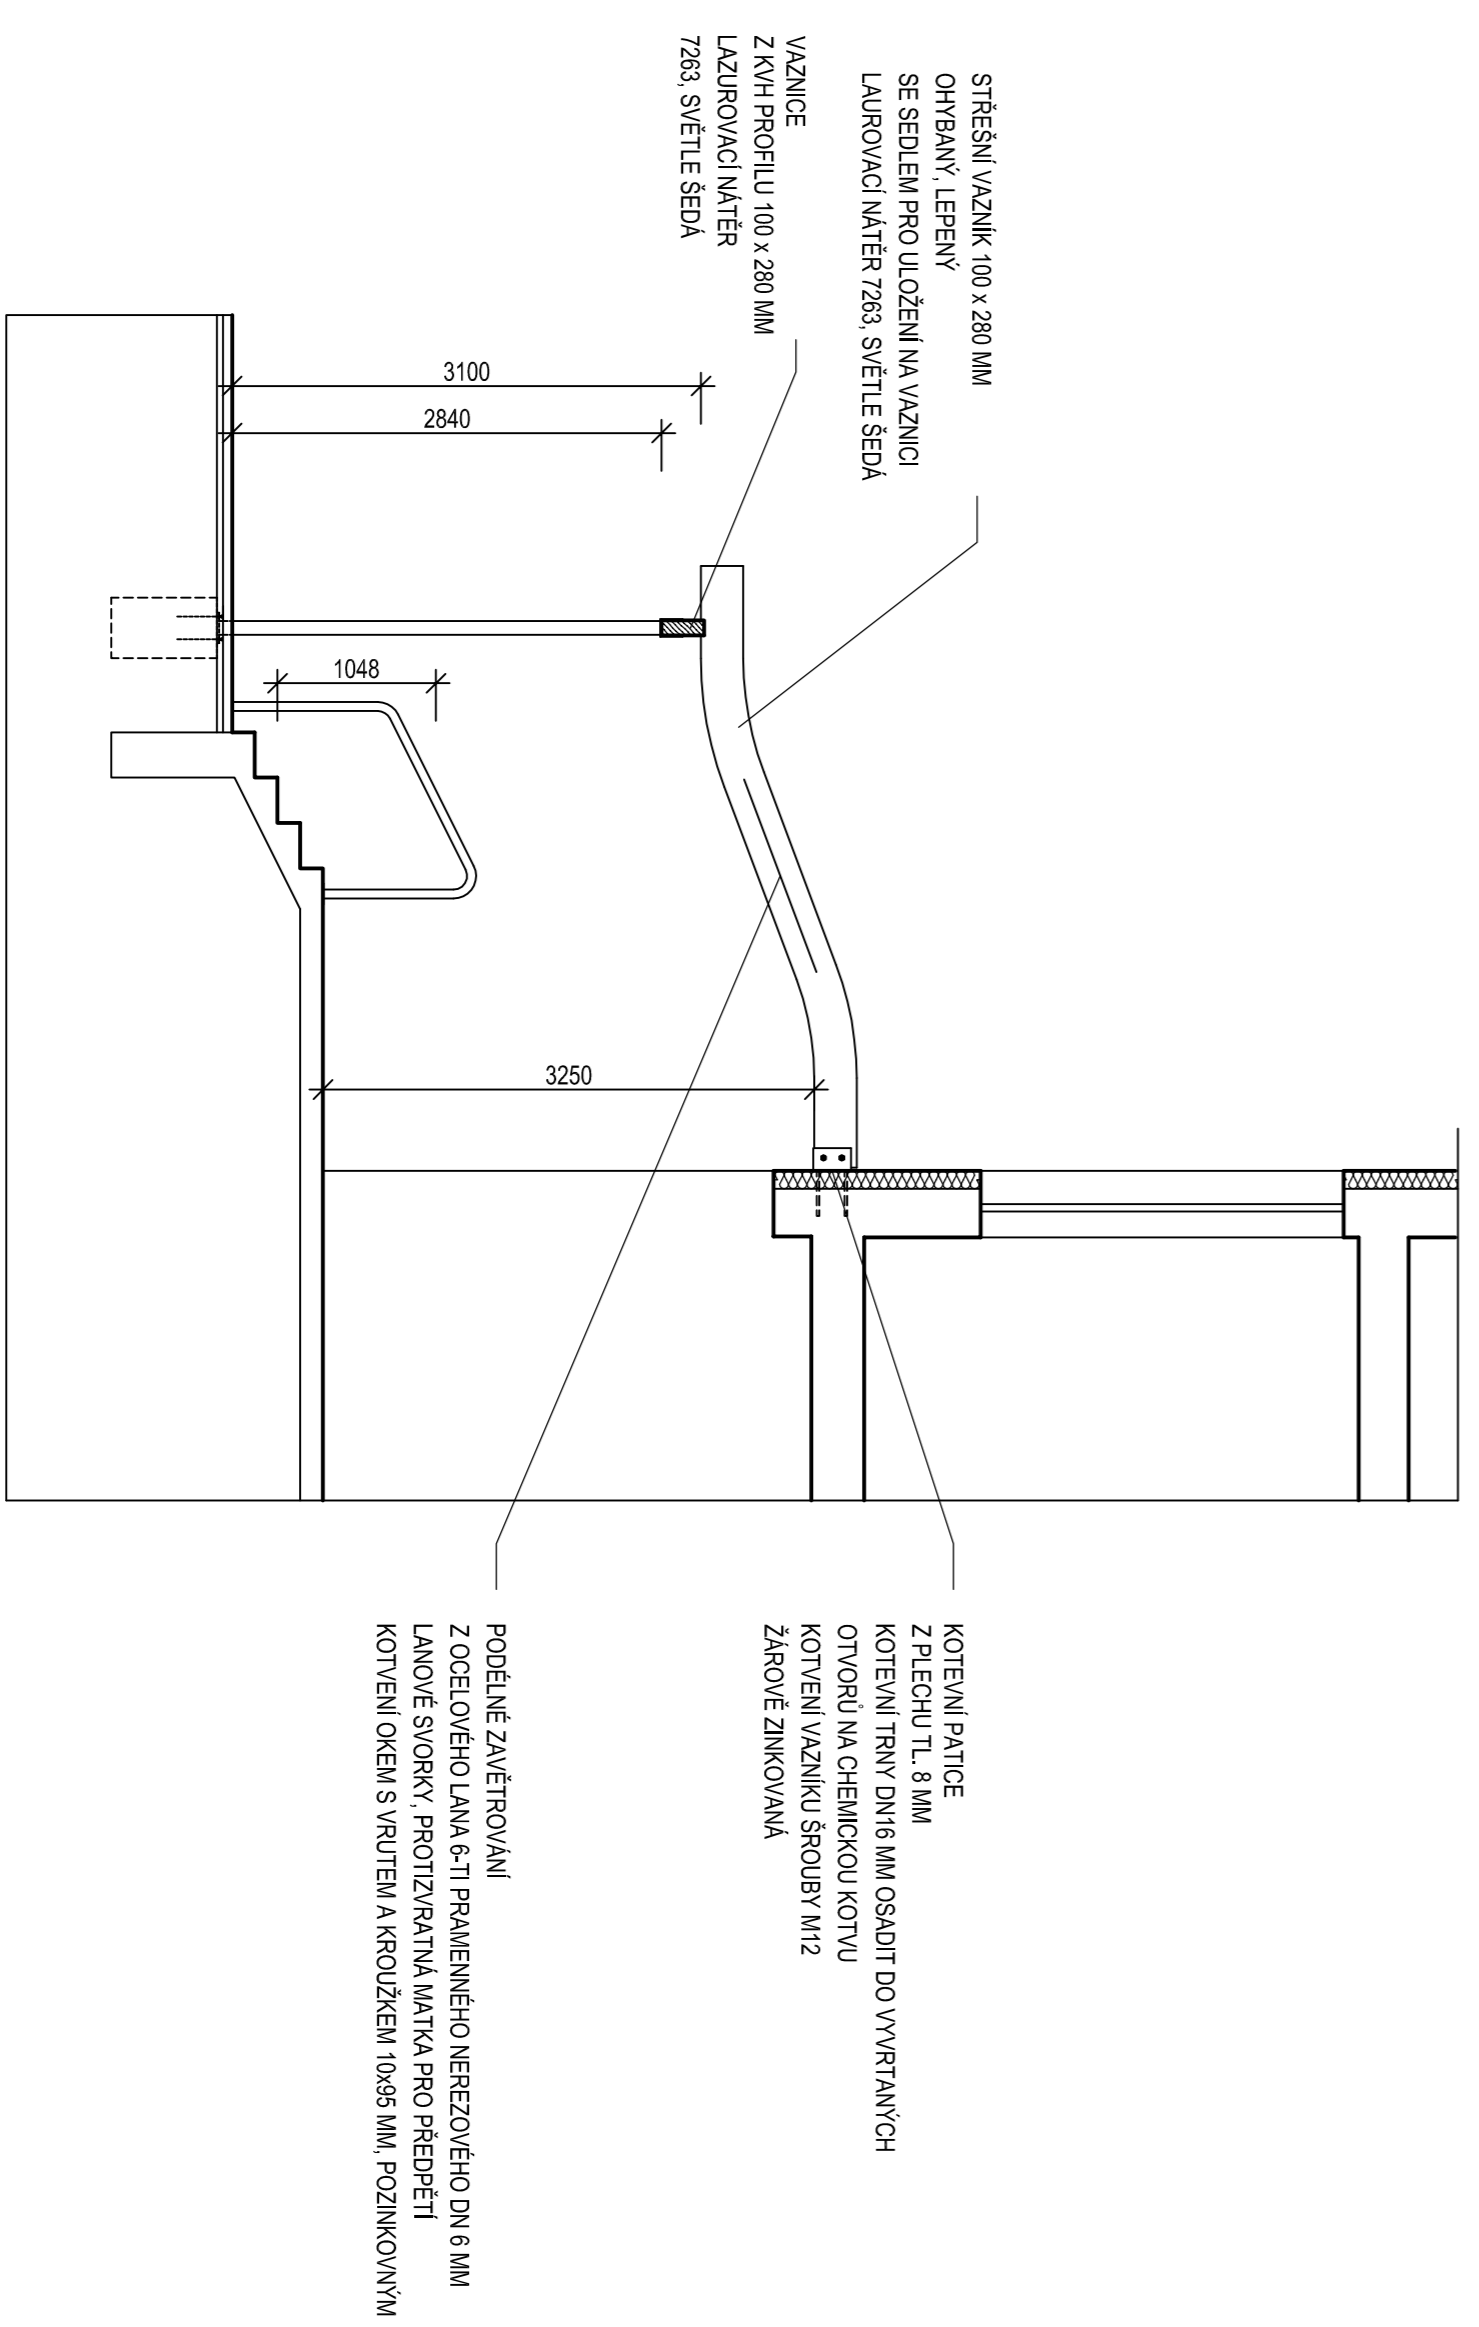 STŘEŠNÍ VAZNÍK 100 x 280 MM
OHYBANÝ, LEPENÝ
SE SEDLEM PRO ULOŽENÍ NA VAZNICI
LAUROVACÍ NÁTĚR 7263, SVĚTLE ŠEDÁ
VAZNICE
Z KVH PROFILU 100 x 280 MM
LAZUROVACÍ NÁTĚR
7263, SVĚTLE ŠEDÁ
3100
2840
1048
3250
KOTEVNÍ PATICE
Z PLECHU TL. 8 MM
KOTEVNÍ TRNY DN16 MM OSADIT DO VYVRTANÝCH
OTVORŮ NA CHEMICKOU KOTVU
KOTVENÍ VAZNÍKU ŠROUBY M12
ŽÁROVĚ ZINKOVANÁ
PODÉLNÉ ZAVĚTROVÁNÍ
Z OCELOVÉHO LANA 6-TI PRAMENNÉHO NEREZOVÉHO DN 6 MM
LANOVÉ SVORKY, PROTIZVRATNÁ MATKA PRO PŘEDPĚTÍ
KOTVENÍ OKEM S VRUTEM A KROUŽKEM 10x95 MM, POZINKOVNÝM